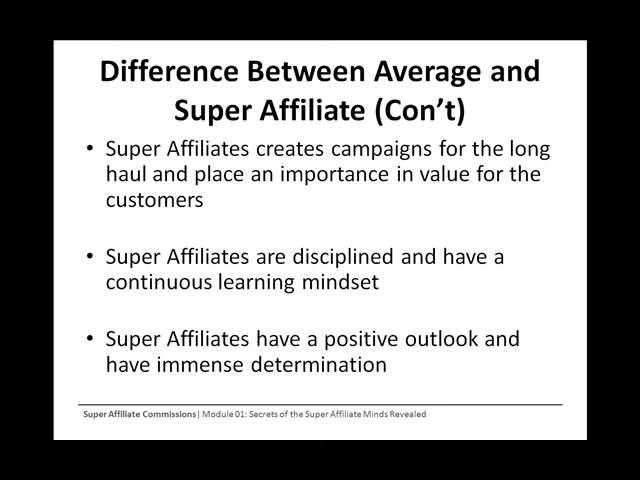 Difference Between Average and
Super Affiliate (Con’t)
• Super Affiliates creates campaigns for the long
haul and place an importance in value for the
customers
• Super Affiliates are disciplined and have a
continuous learning mindset
• Super Affiliates have a positive outlook and
have immense determination
Super Affiliate Commissions| Module 01: Secrets of the Super Affiliate Minds Revealed